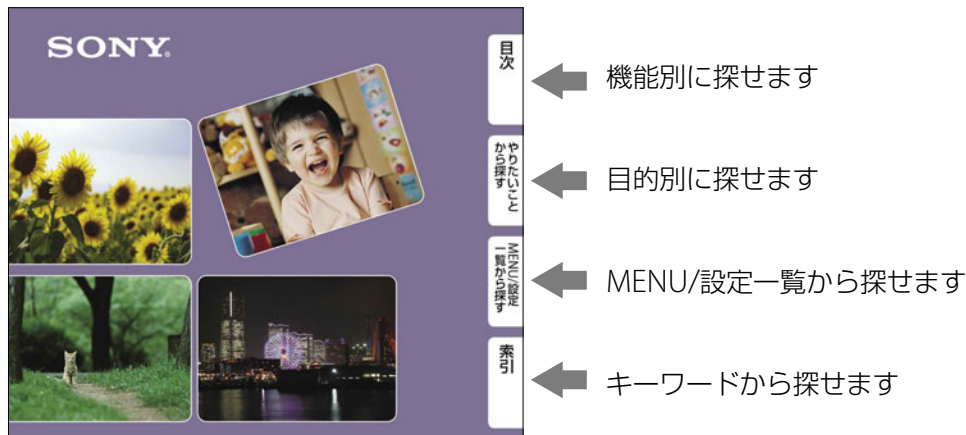 SONY
目次
機能別に探せます
やりたいこと
から探す
目的別に探せます
MENU/設定
一覧から探す
MENU/設定一覧から探せます
索引
キーワードから探せます